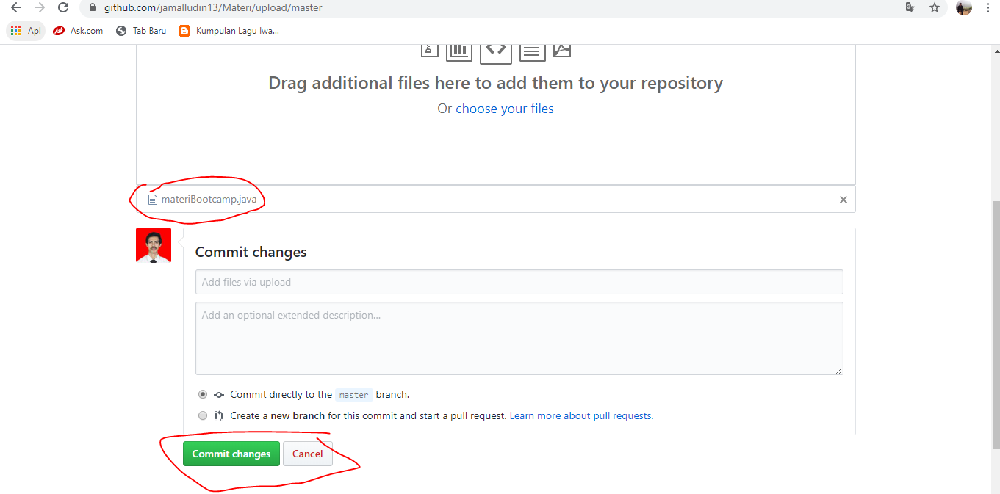 github.com/jamalludin13/Materi/upload/master
Apl Ask Ask.com Tab Baru Kumpulan Lagu Iwa...
Drag additional files here to add them to your repository
Or choose your files
materiBootcamp.java
Commit changes
Add files via upload
Add an optional extended description...
Commit directly to the master branch.
Create a new branch for this commit and start a pull request. Learn more about pull requests.
Commit changes Cancel